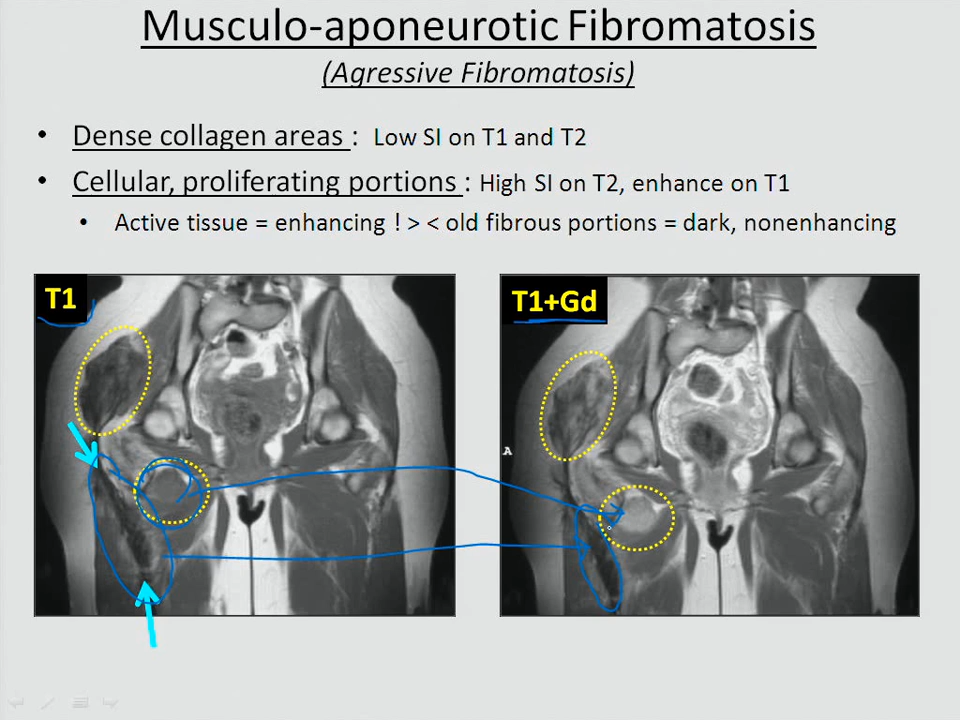 Musculo-aponeurotic Fibromatosis
(Agressive Fibromatosis)
• Dense collagen areas : Low SI on T1 and T2
• Cellular, proliferating portions : High SI on T2, enhance on T1
• Active tissue = enhancing ! > < old fibrous portions = dark, nonenhancing
T1
T1+Gd
A